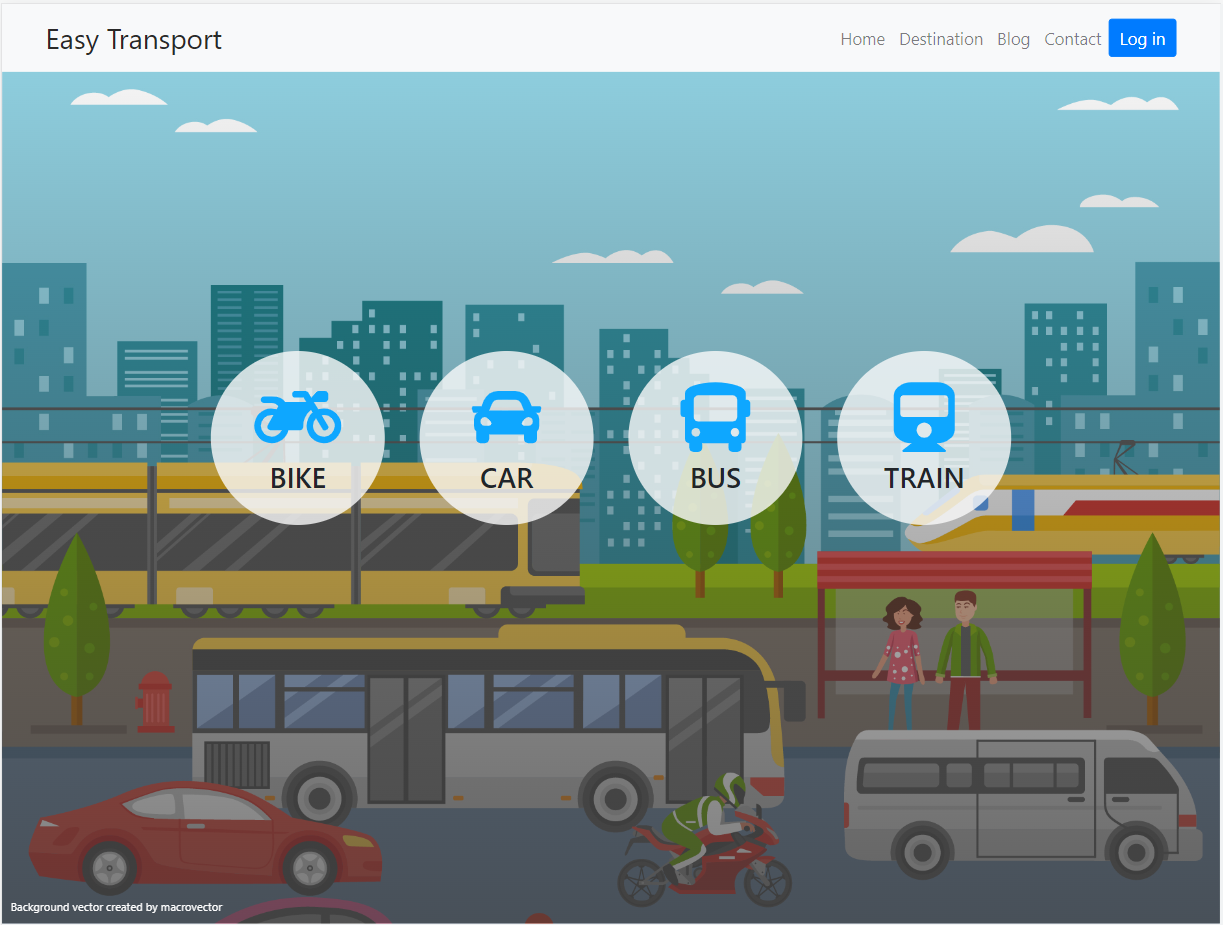 Easy Transport
Home Destination Blog Contact Log in
BIKE CAR BUS TRAIN
Background vector created by macrovector